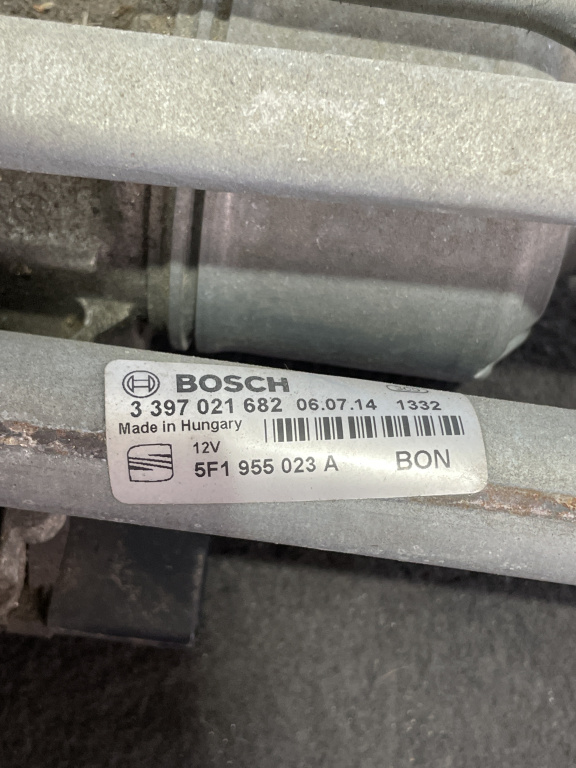 BOSCH
3 397 021 682 06.07.14 1332
Made in Hungary
12V
5F1 955 023 A BON